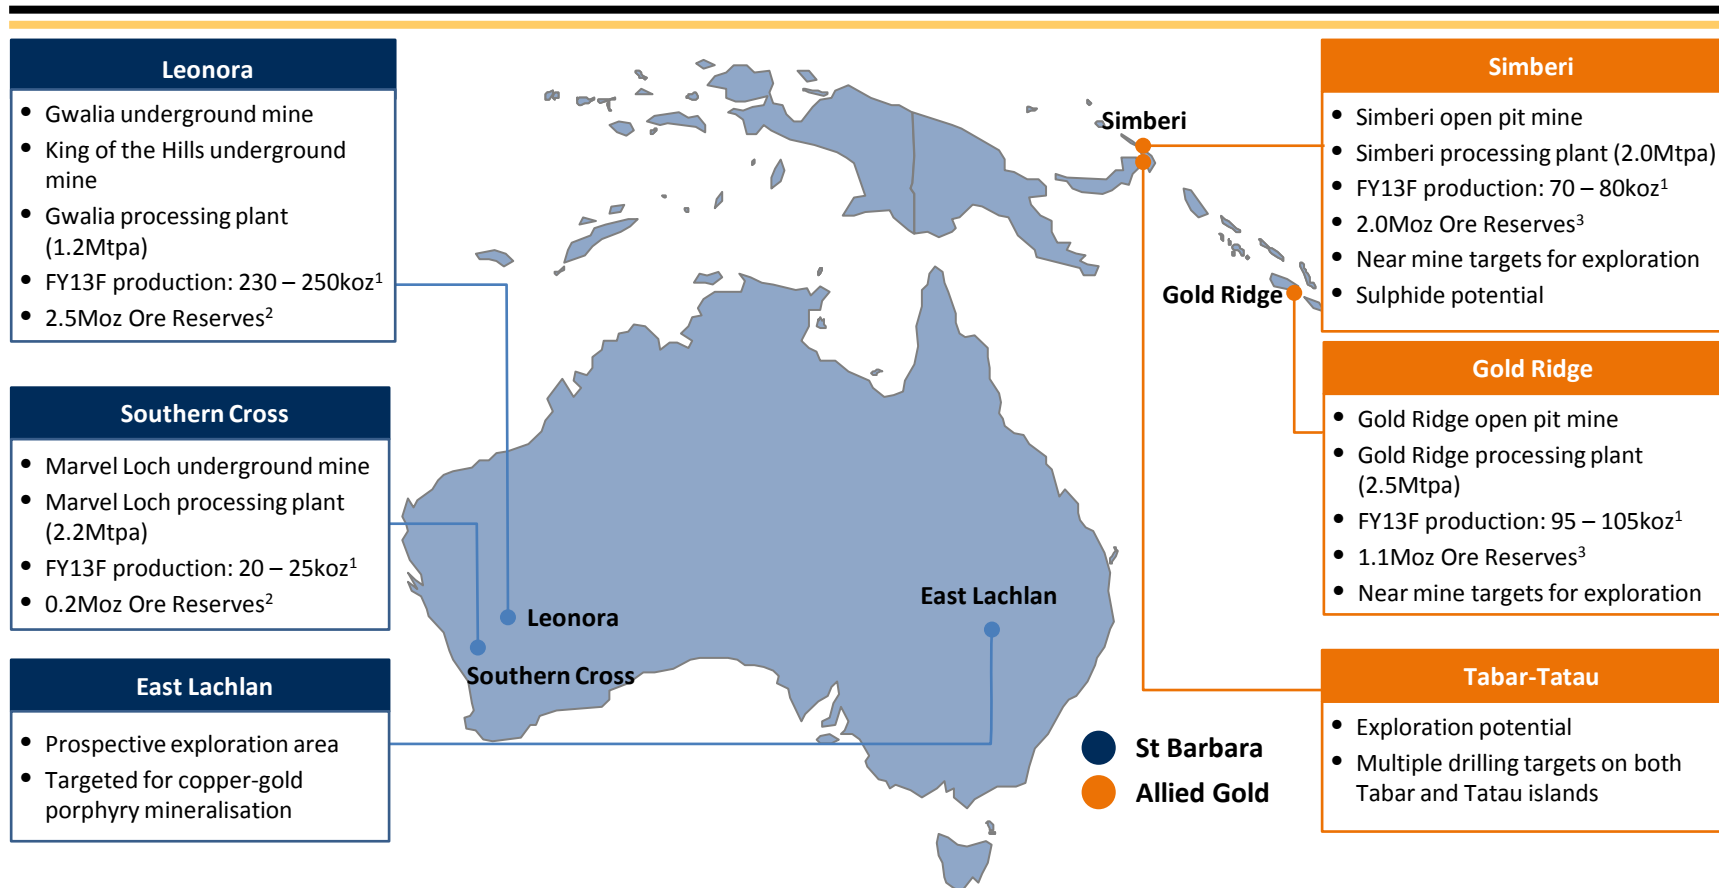 Leonora
• Gwalia underground mine
• King of the Hills underground
mine
• Gwalia processing plant
(1.2Mtpa)
• FY13F production: 230 – 250koz¹
• 2.5Moz Ore Reserves²
Southern Cross
• Marvel Loch underground mine
• Marvel Loch processing plant
(2.2Mtpa)
• FY13F production: 20 – 25koz¹
• 0.2Moz Ore Reserves²
East Lachlan
• Prospective exploration area
• Targeted for copper-gold
porphyry mineralisation
Simberi
Gold Ridge
East Lachlan
Leonora
Southern Cross
St Barbara
Allied Gold
Simberi
• Simberi open pit mine
• Simberi processing plant (2.0Mtpa)
• FY13F production: 70 – 80koz¹
• 2.0Moz Ore Reserves³
• Near mine targets for exploration
• Sulphide potential
Gold Ridge
• Gold Ridge open pit mine
• Gold Ridge processing plant
(2.5Mtpa)
• FY13F production: 95 – 105koz¹
• 1.1Moz Ore Reserves³
• Near mine targets for exploration
Tabar-Tatau
• Exploration potential
• Multiple drilling targets on both
Tabar and Tatau islands